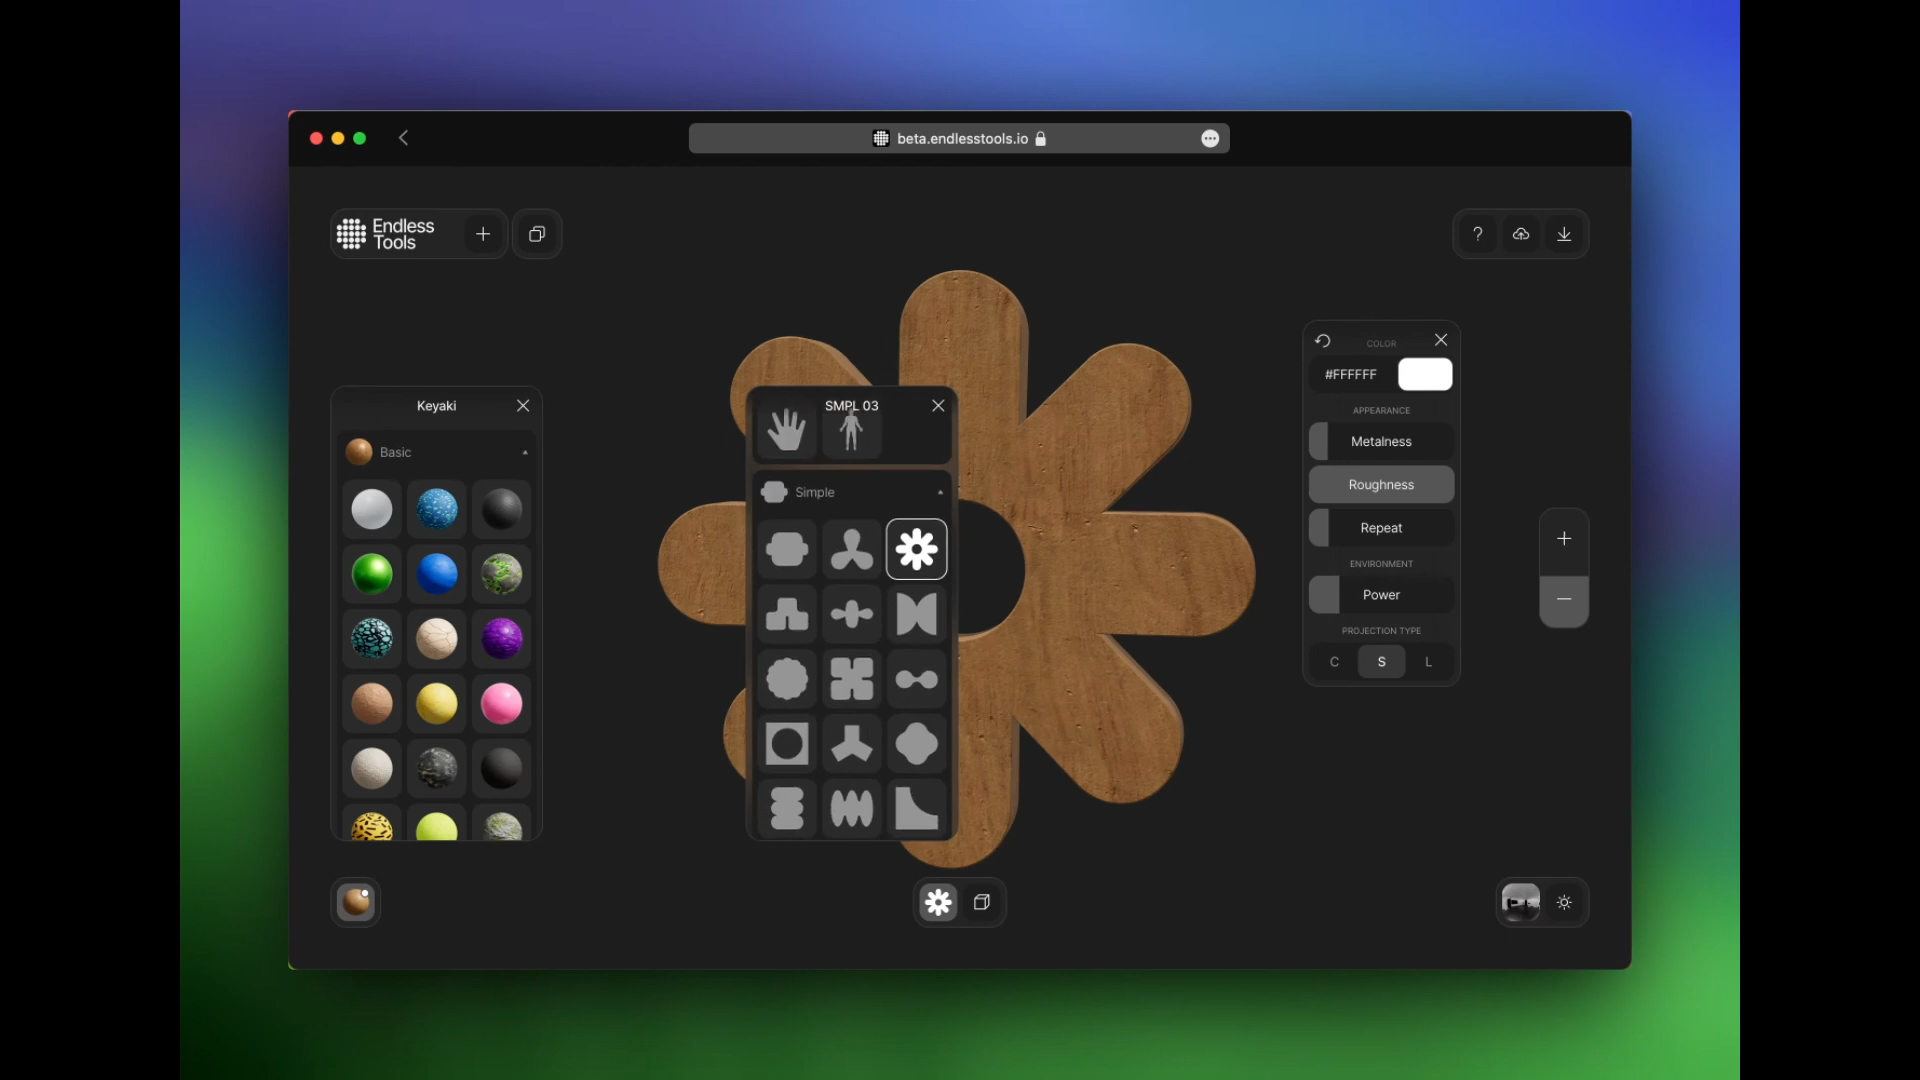 beta.endlesstools.io
Endless
Tools
+
?
Keyaki
Basic
SMPL 03
Simple
COLOR
#FFFFFF
APPEARANCE
Metalness
Roughness
Repeat
ENVIRONMENT
Power
PROJECTION TYPE
C S L
+
−